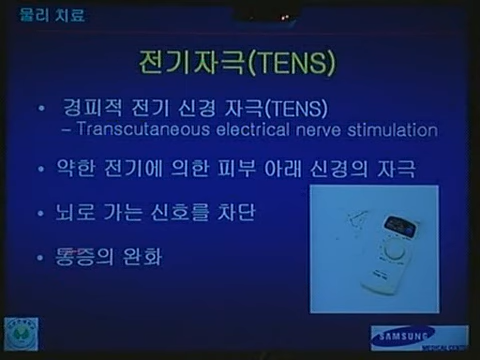 물리 치료
전기자극(TENS)
• 경피적 전기 신경 자극(TENS)
– Transcutaneous electrical nerve stimulation
• 약한 전기에 의한 피부 아래 신경의 자극
• 뇌로 가는 신호를 차단
• 통증의 완화
SAMSUNG
MEDICAL CENTER